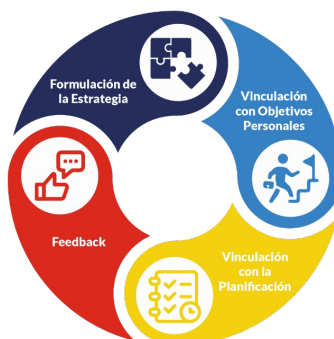 Formulación de
la Estrategia
Vinculación
con Objetivos
Personales
Vinculación
con la
Planificación
Feedback